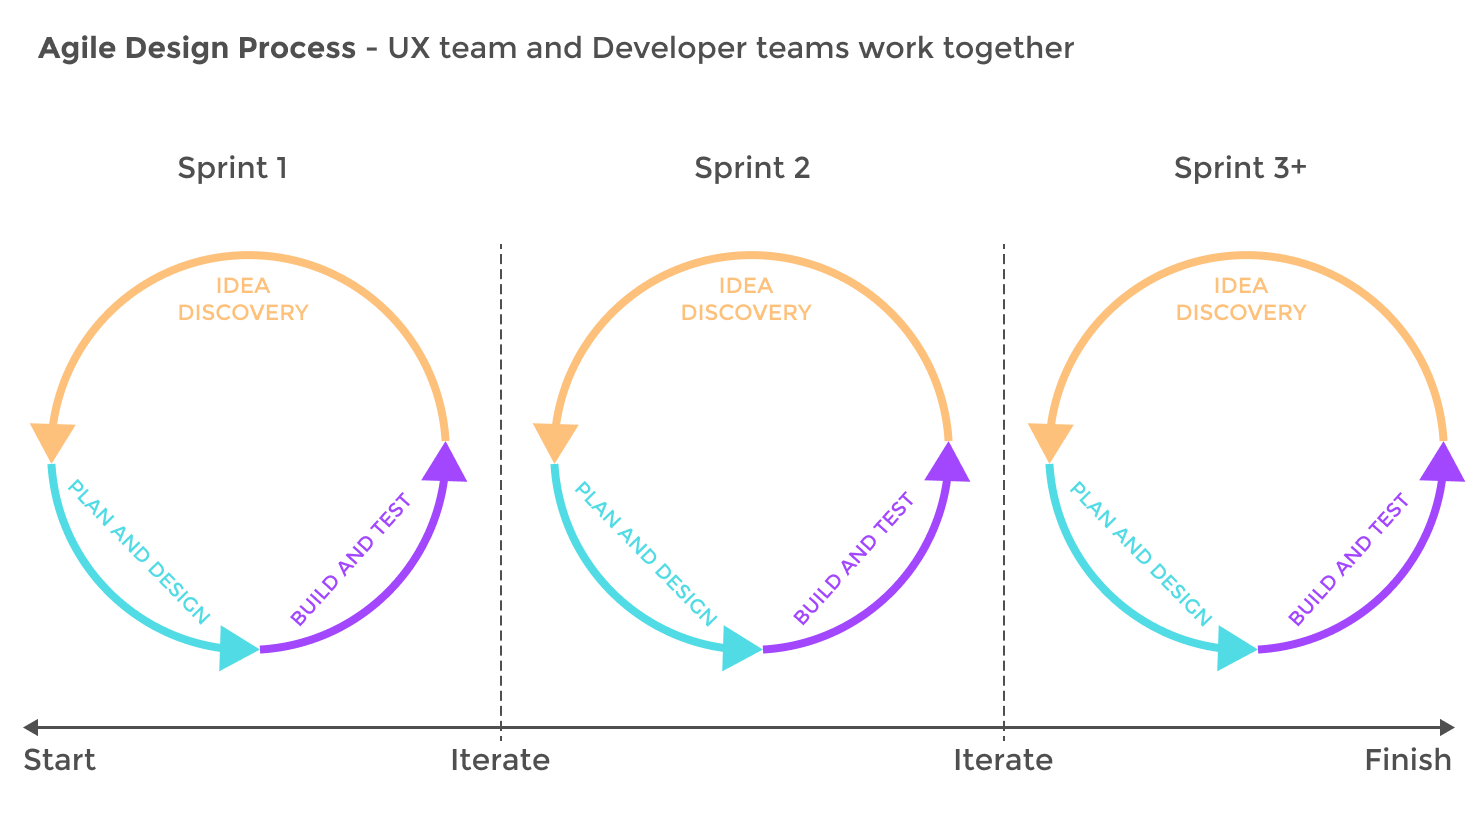 Agile Design Process - UX team and Developer teams work together
Sprint 1
Sprint 2
Sprint 3+
IDEA
DISCOVERY
PLAN AND DESIGN
BUILD AND TEST
IDEA
DISCOVERY
PLAN AND DESIGN
BUILD AND TEST
IDEA
DISCOVERY
PLAN AND DESIGN
BUILD AND TEST
Start
Iterate
Iterate
Finish